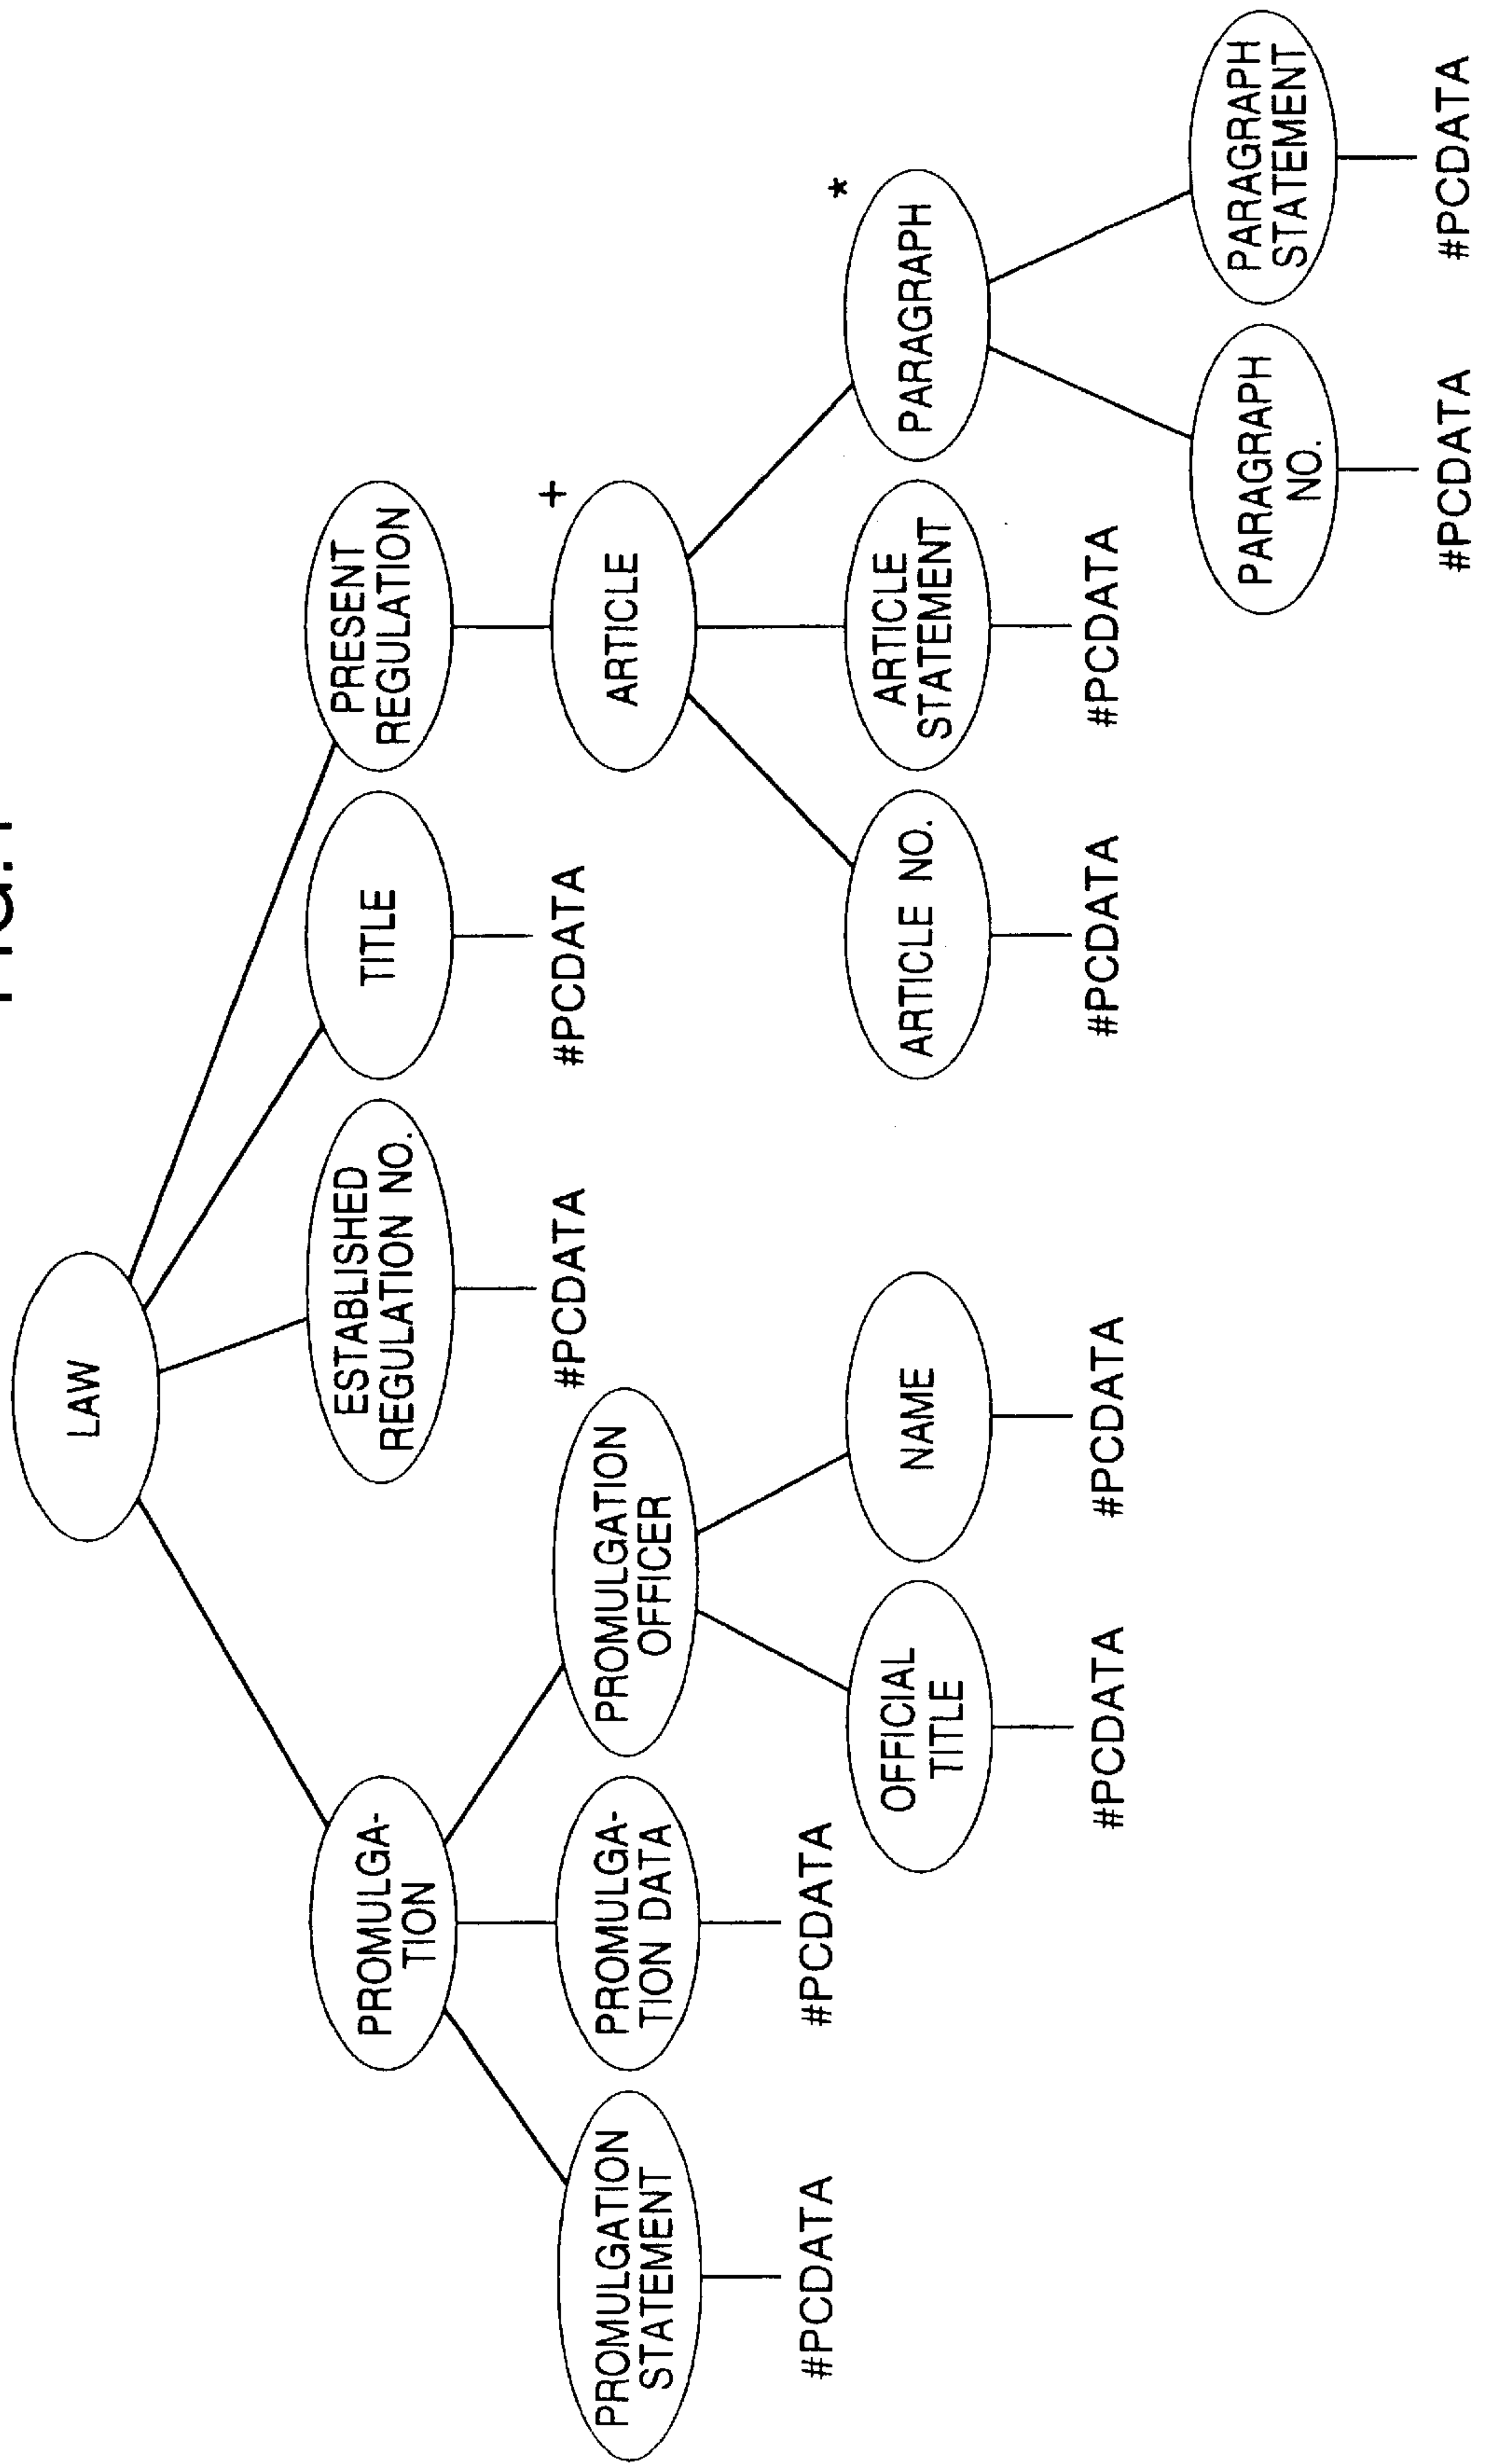 LAW
PROMULGA-
TION
ESTABLISHED
REGULATION NO.
TITLE
PRESENT
REGULATION
#PCDATA
#PCDATA
PROMULGATION
STATEMENT
PROMULGA-
TION DATA
PROMULGATION
OFFICER
ARTICLE
+
#PCDATA
#PCDATA
OFFICIAL
TITLE
NAME
ARTICLE NO.
ARTICLE
STATEMENT
PARAGRAPH
*
#PCDATA
#PCDATA
#PCDATA
#PCDATA
PARAGRAPH
NO.
PARAGRAPH
STATEMENT
#PCDATA
#PCDATA